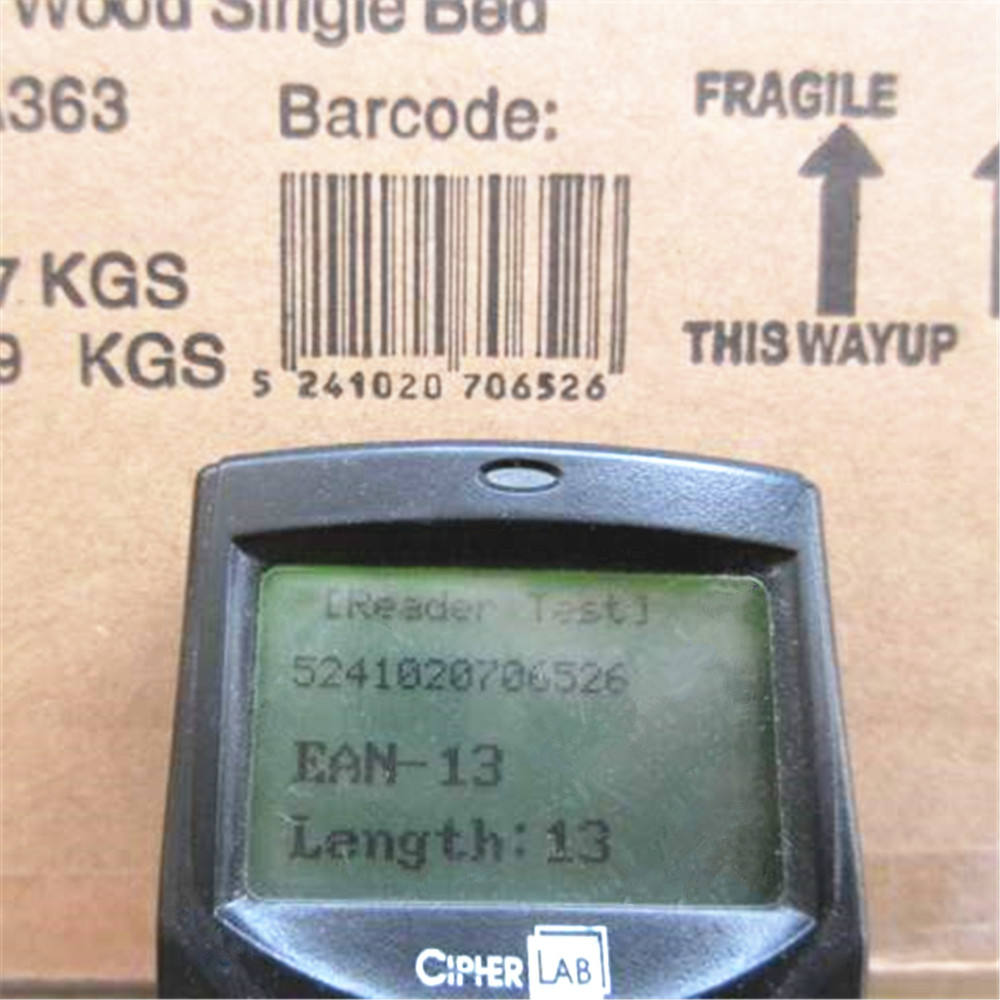 Wood Single Bed
A363
Barcode:
FRAGILE
7 KGS
9 KGS
THIS WAYUP
5 241020 706526
[Reader Test]
5241020706526
EAN-13
Length: 13
CIPHER LAB